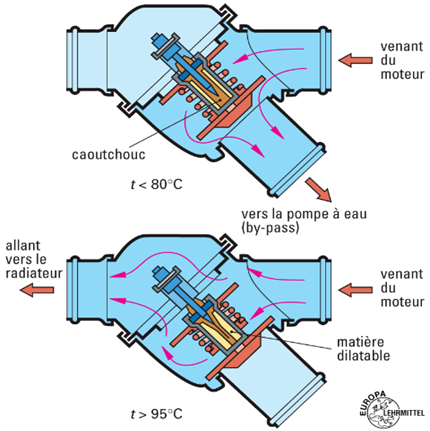 venant
du
moteur
caoutchouc
t < 80°C
vers la pompe à eau
(by-pass)
allant
vers le
radiateur
venant
du
moteur
matière
dilatable
t > 95°C
EUROPA
LEHRMITTEL